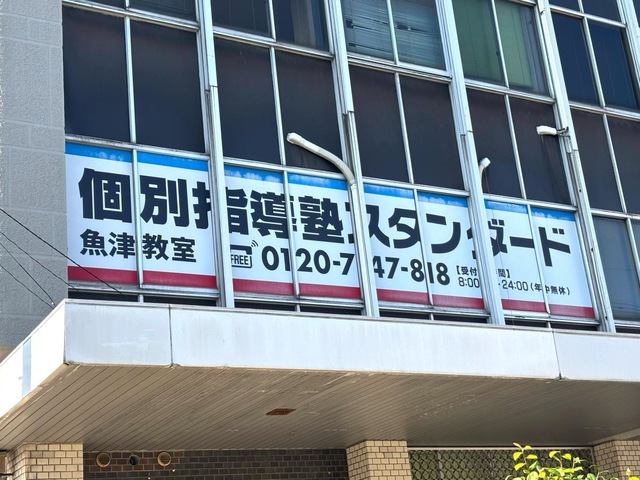 個別指導塾スタンダード
魚津教室
FREE 0120-747-818
【受付時間】
8:00~24:00(年中無休)